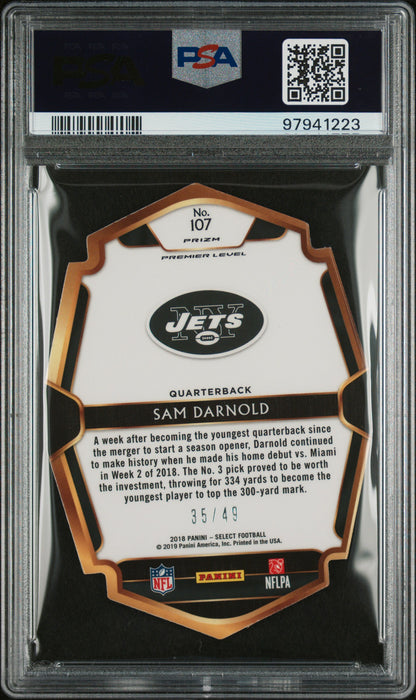 PSA
97941223
No.
107
PRIZM
PREMIER LEVEL
NY
JETS
QUARTERBACK
SAM DARNOLD
A week after becoming the youngest quarterback since
the merger to start a season opener, Darnold continued
to make history when he made his home debut vs. Miami
in Week 2 of 2018. The No. 3 pick proved to be worth
the investment, throwing for 334 yards to become the
youngest player to top the 300-yard mark.
35/49
2018 PANINI – SELECT FOOTBALL
© 2019 Panini America, Inc. Printed in the USA.
NFL PANINI NFLPA